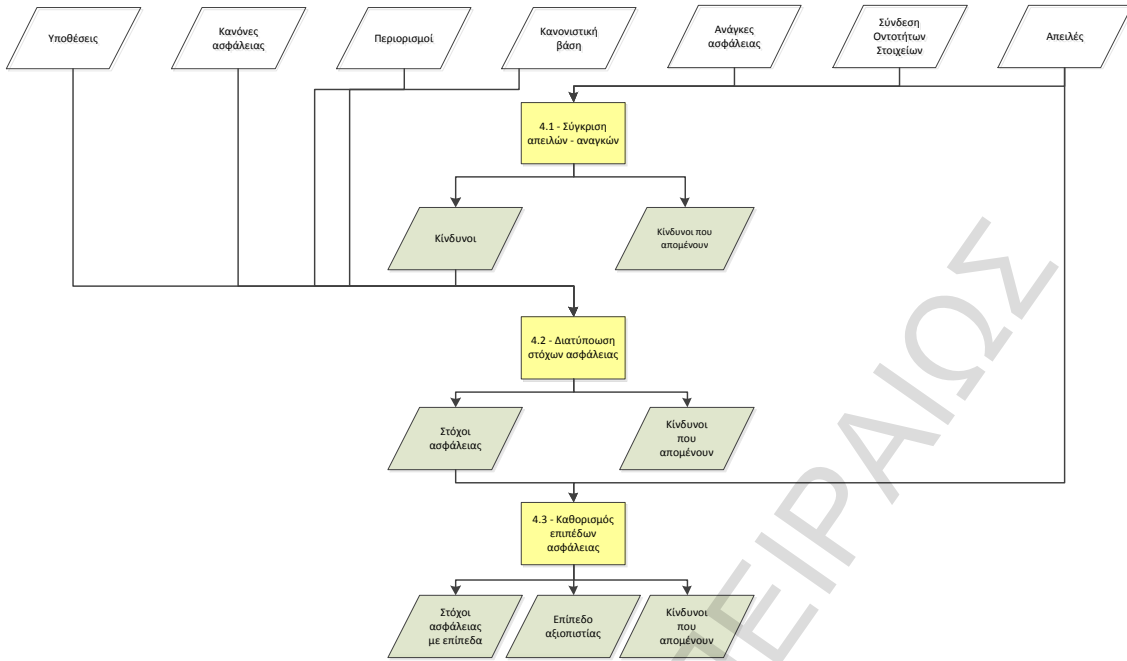 Υποθέσεις
Κανόνες
ασφάλειας
Περιορισμοί
Κανονιστική
βάση
Ανάγκες
ασφάλειας
Σύνδεση
Οντοτήτων
Στοιχείων
Απειλές
4.1 - Σύγκριση
απειλών - αναγκών
Κίνδυνοι
Κίνδυνοι που
απομένουν
4.2 - Διατύπωση
στόχων ασφάλειας
Στόχοι
ασφάλειας
Κίνδυνοι
που
απομένουν
4.3 - Καθορισμός
επιπέδων
ασφάλειας
Στόχοι
ασφάλειας
με επίπεδα
Επίπεδο
αξιοπιστίας
Κίνδυνοι
που
απομένουν
ΠΕΙΡΑΙΩΣ